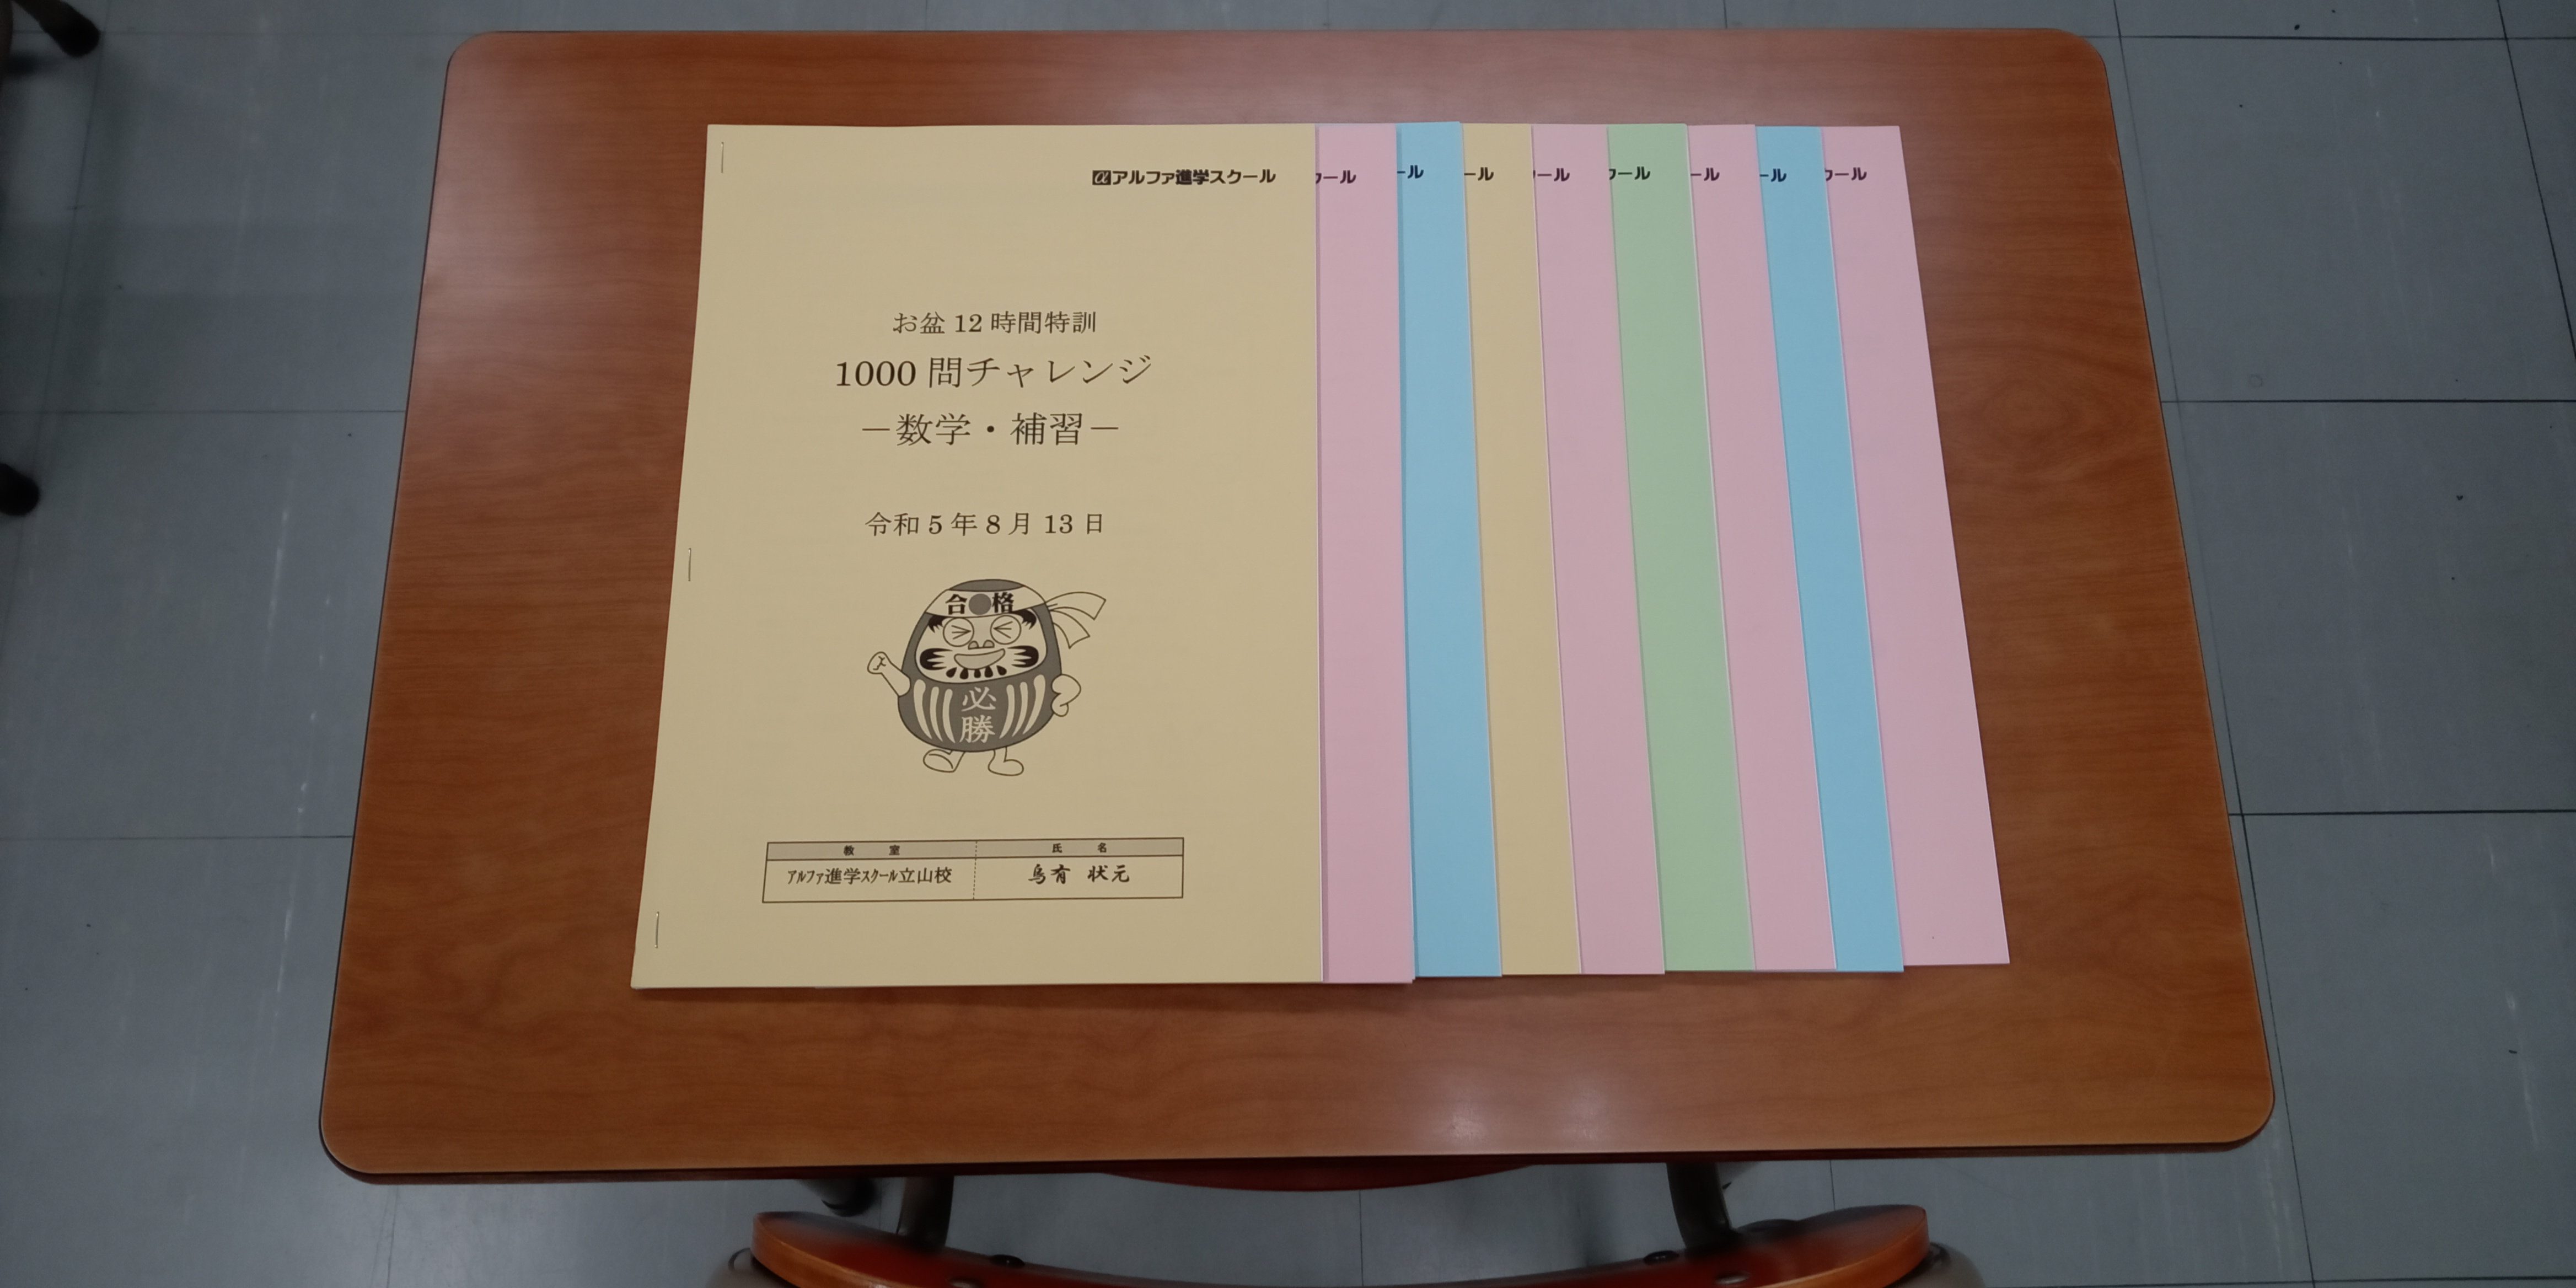 αアルファ進学スクール
クール
ール
ール
ール
クール
ール
ール
クール
お盆 12 時間特訓
1000 問チャレンジ
－数学・補習－
令和 5 年 8 月 13 日
合●格
必
勝
教 室 氏 名
アルファ進学スクール立山校 烏有 状元